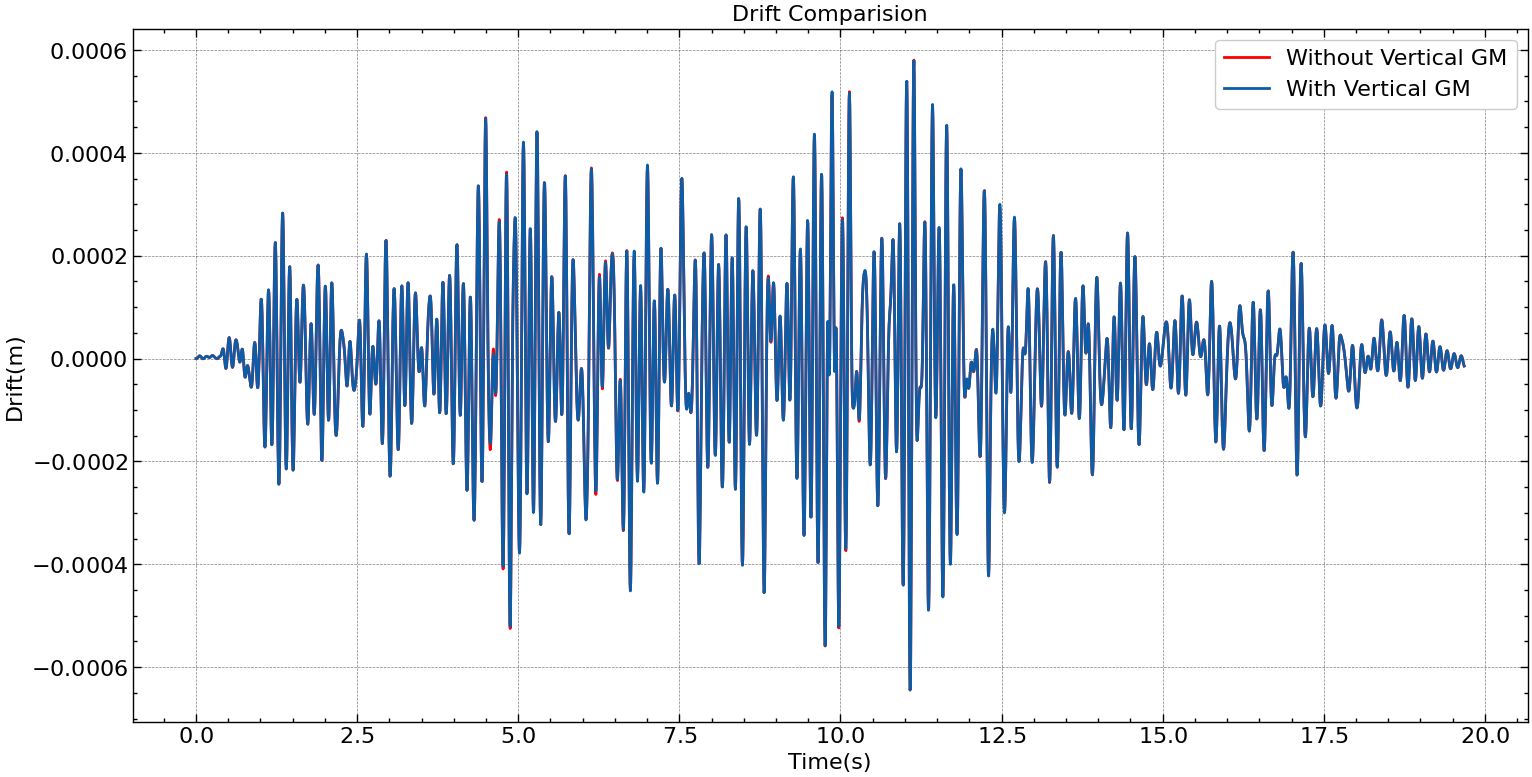 Drift Comparision
0.0006
0.0004
0.0002
0.0000
−0.0002
−0.0004
−0.0006
Drift(m)
Without Vertical GM
With Vertical GM
0.0 2.5 5.0 7.5 10.0 12.5 15.0 17.5 20.0
Time(s)